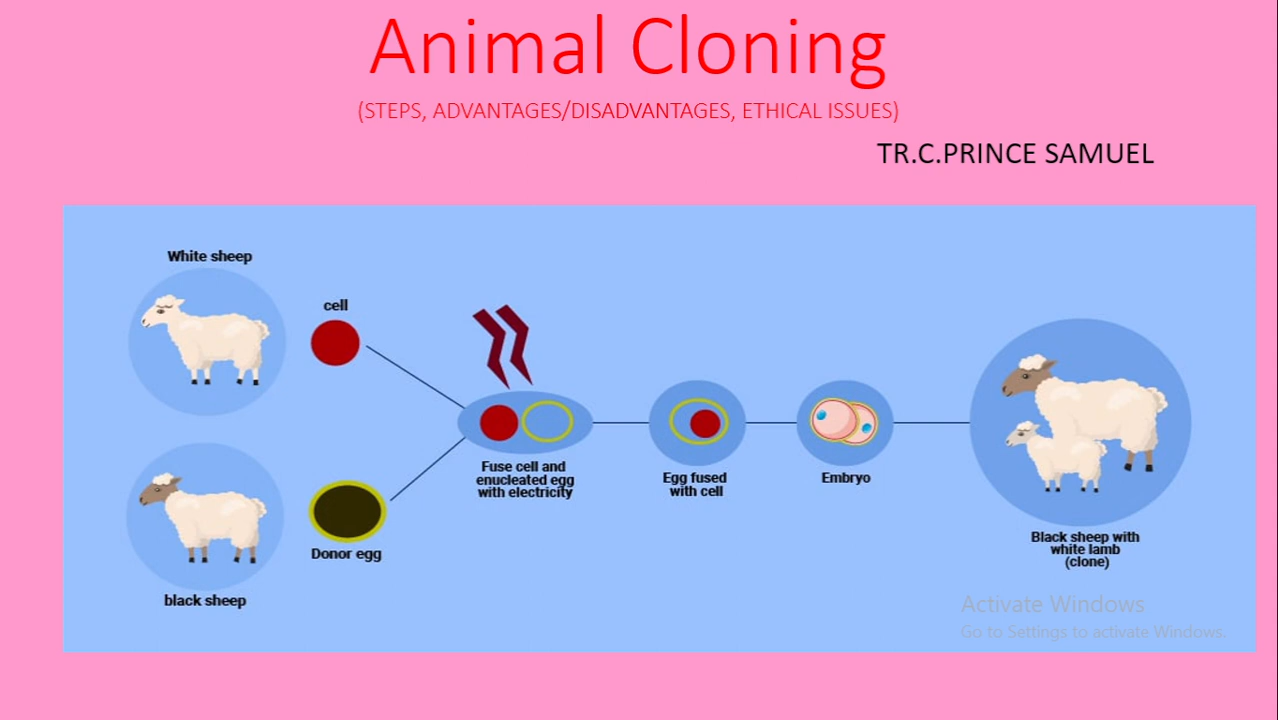 Animal Cloning
(STEPS, ADVANTAGES/DISADVANTAGES, ETHICAL ISSUES)
TR.C.PRINCE SAMUEL
White sheep
cell
Donor egg
black sheep
Fuse cell and
enucleated egg
with electricity
Egg fused
with cell
Embryo
Black sheep with
white lamb
(clone)
Activate Windows
Go to Settings to activate Windows.